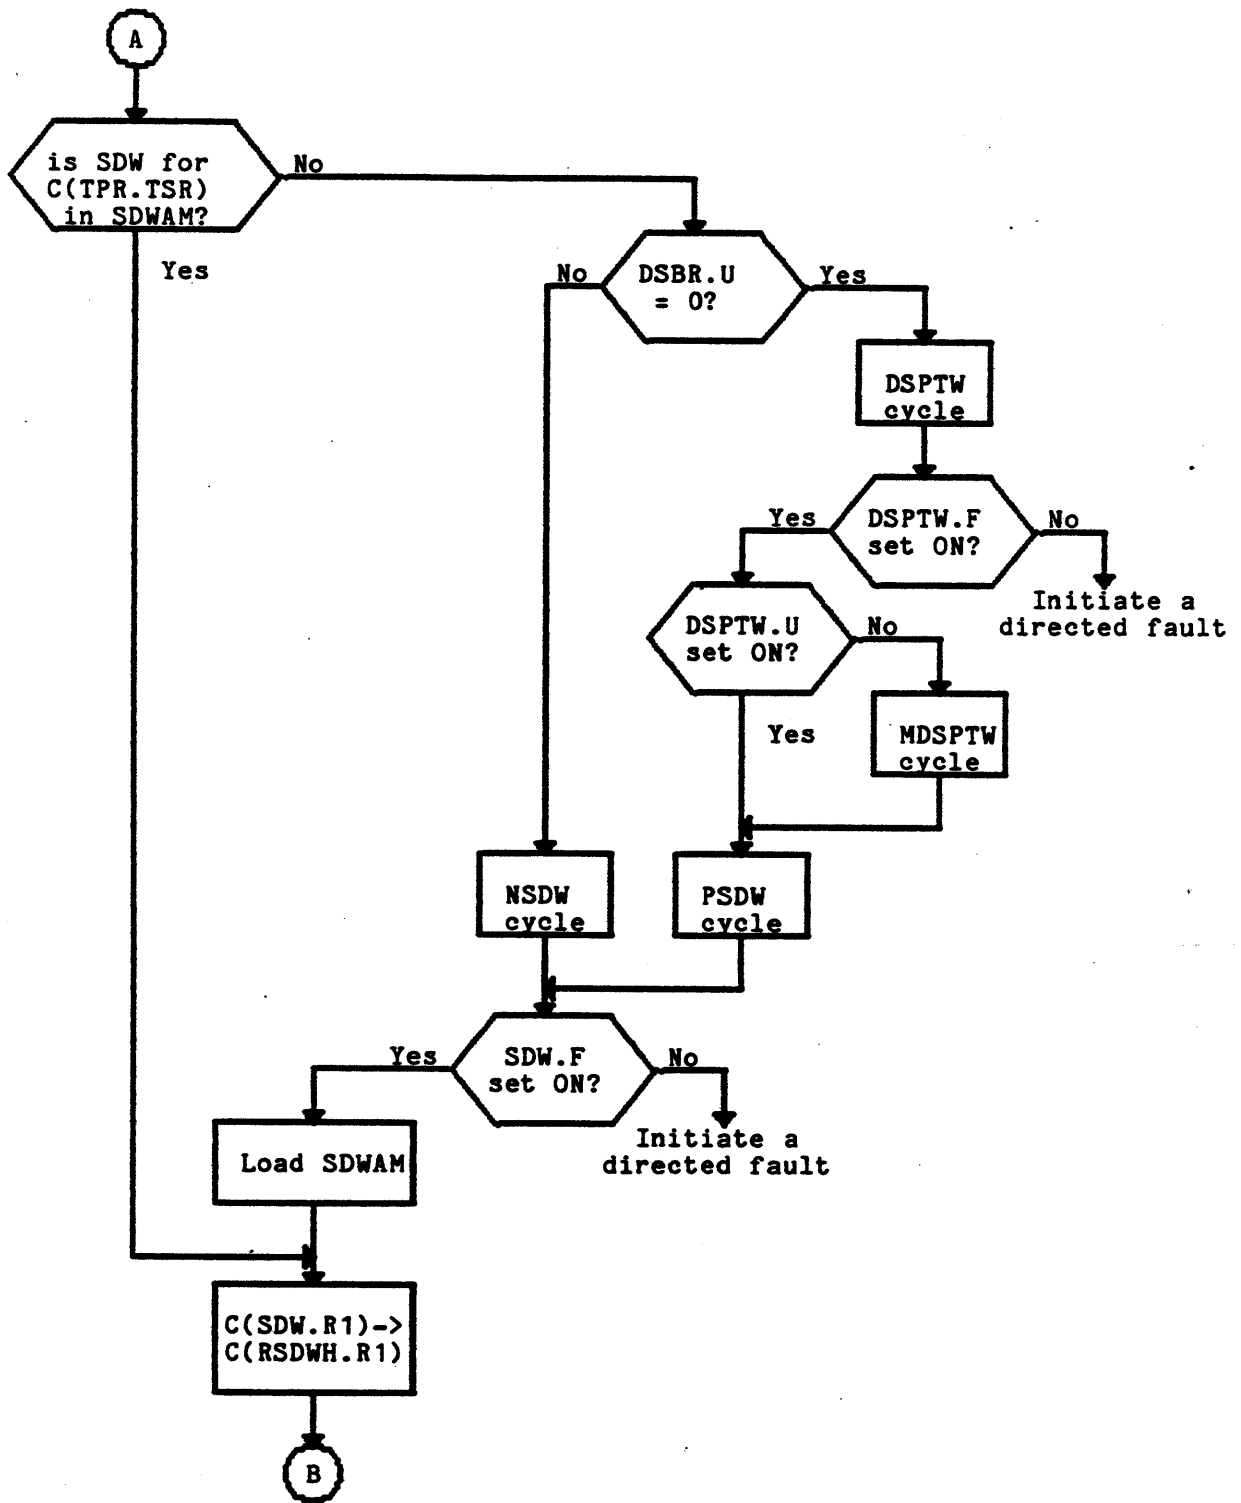 A
is SDW for
C(TPR.TSR)
in SDWAM?
No
Yes
DSBR.U
= 0?
No
Yes
DSPTW
cycle
DSPTW.F
set ON?
Yes
No
Initiate a
directed fault
DSPTW.U
set ON?
No
Yes
MDSPTW
cycle
NSDW
cycle
PSDW
cycle
SDW.F
set ON?
Yes
No
Initiate a
directed fault
Load SDWAM
C(SDW.R1)->
C(RSDWH.R1)
B